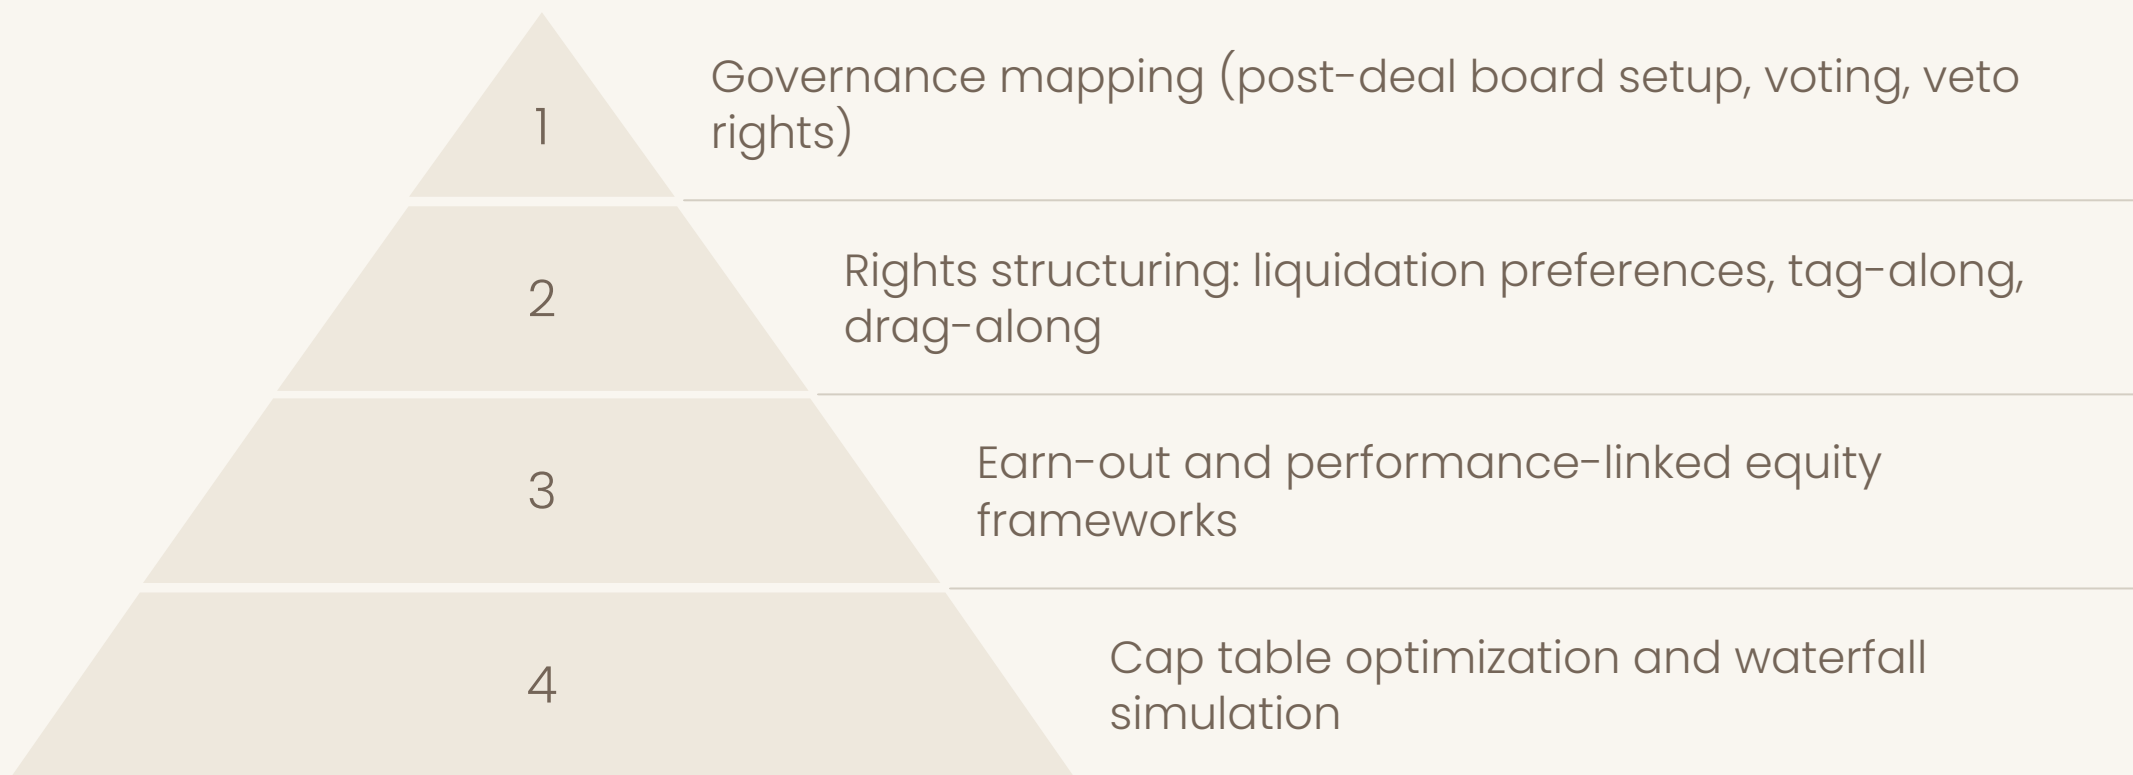 1
Governance mapping (post-deal board setup, voting, veto
rights)
2
Rights structuring: liquidation preferences, tag-along,
drag-along
3
Earn-out and performance-linked equity
frameworks
4
Cap table optimization and waterfall
simulation